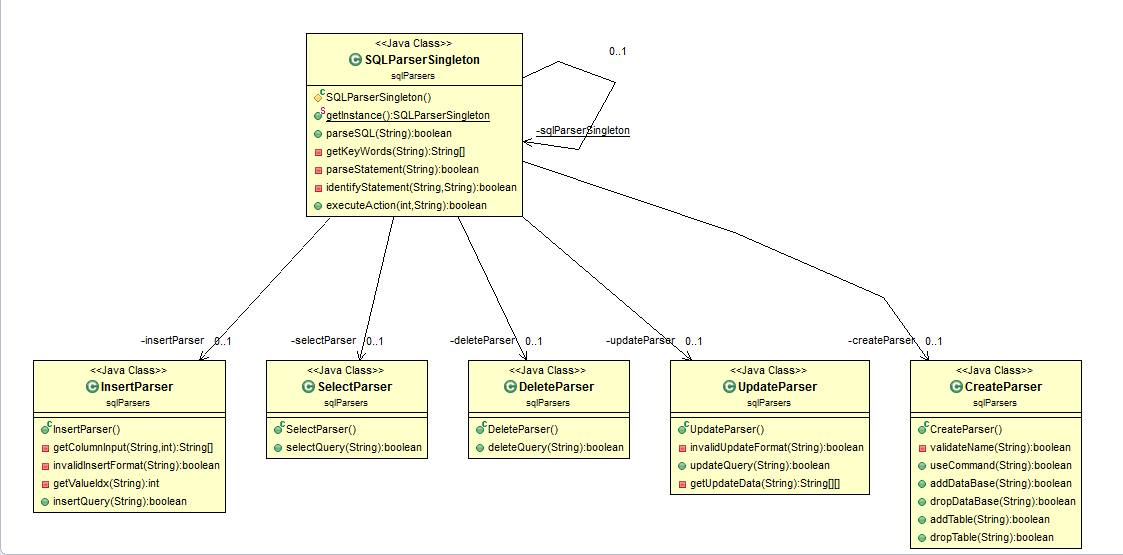 <<Java Class>>
SQLParserSingleton
sqlParsers
SQLParserSingleton()
getInstance():SQLParserSingleton
parseSQL(String):boolean
getKeyWords(String):String[]
parseStatement(String):boolean
identifyStatement(String,String):boolean
executeAction(int,String):boolean
0..1
-sqlParserSingleton
-insertParser 0..1
-selectParser 0..1
-deleteParser 0..1
-updateParser 0..1
-createParser 0..1
<<Java Class>>
InsertParser
sqlParsers
InsertParser()
getColumnInput(String,int):String[]
invalidInsertFormat(String):boolean
getValueIdx(String):int
insertQuery(String):boolean
<<Java Class>>
SelectParser
sqlParsers
SelectParser()
selectQuery(String):boolean
<<Java Class>>
DeleteParser
sqlParsers
DeleteParser()
deleteQuery(String):boolean
<<Java Class>>
UpdateParser
sqlParsers
UpdateParser()
invalidUpdateFormat(String):boolean
updateQuery(String):boolean
getUpdateData(String):String[][]
<<Java Class>>
CreateParser
sqlParsers
CreateParser()
validateName(String):boolean
useCommand(String):boolean
addDataBase(String):boolean
dropDataBase(String):boolean
addTable(String):boolean
dropTable(String):boolean